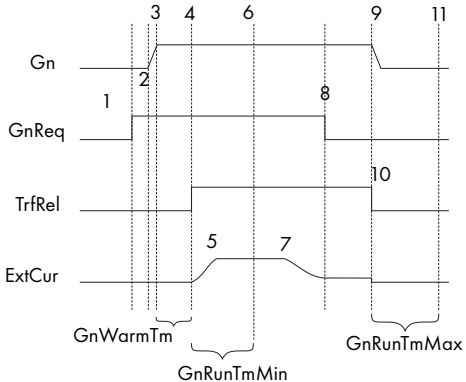 3 4 6 9 11
Gn
2
1
8
GnReq
10
TrfRel
5 7
ExtCur
GnWarmTm
GnRunTmMax
GnRunTmMin